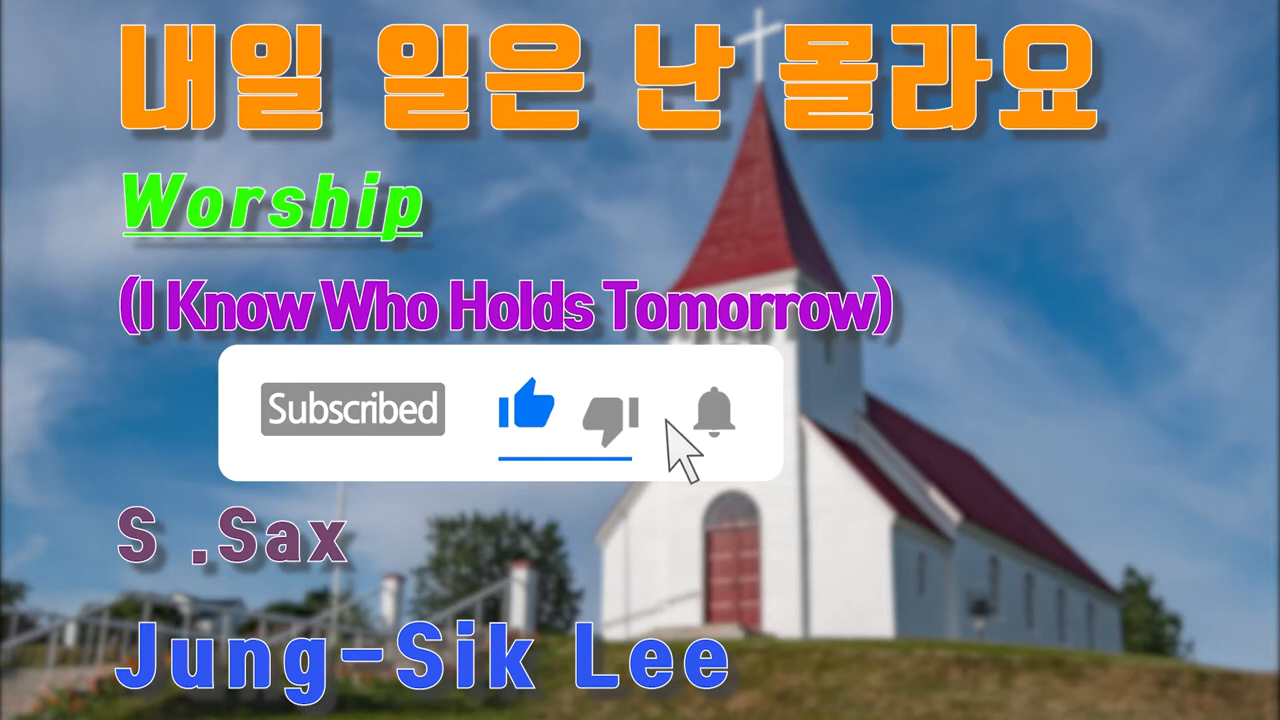 내일 일은 난 몰라요
Worship
(I Know Who Holds Tomorrow)
Subscribed
S .Sax
Jung-Sik Lee